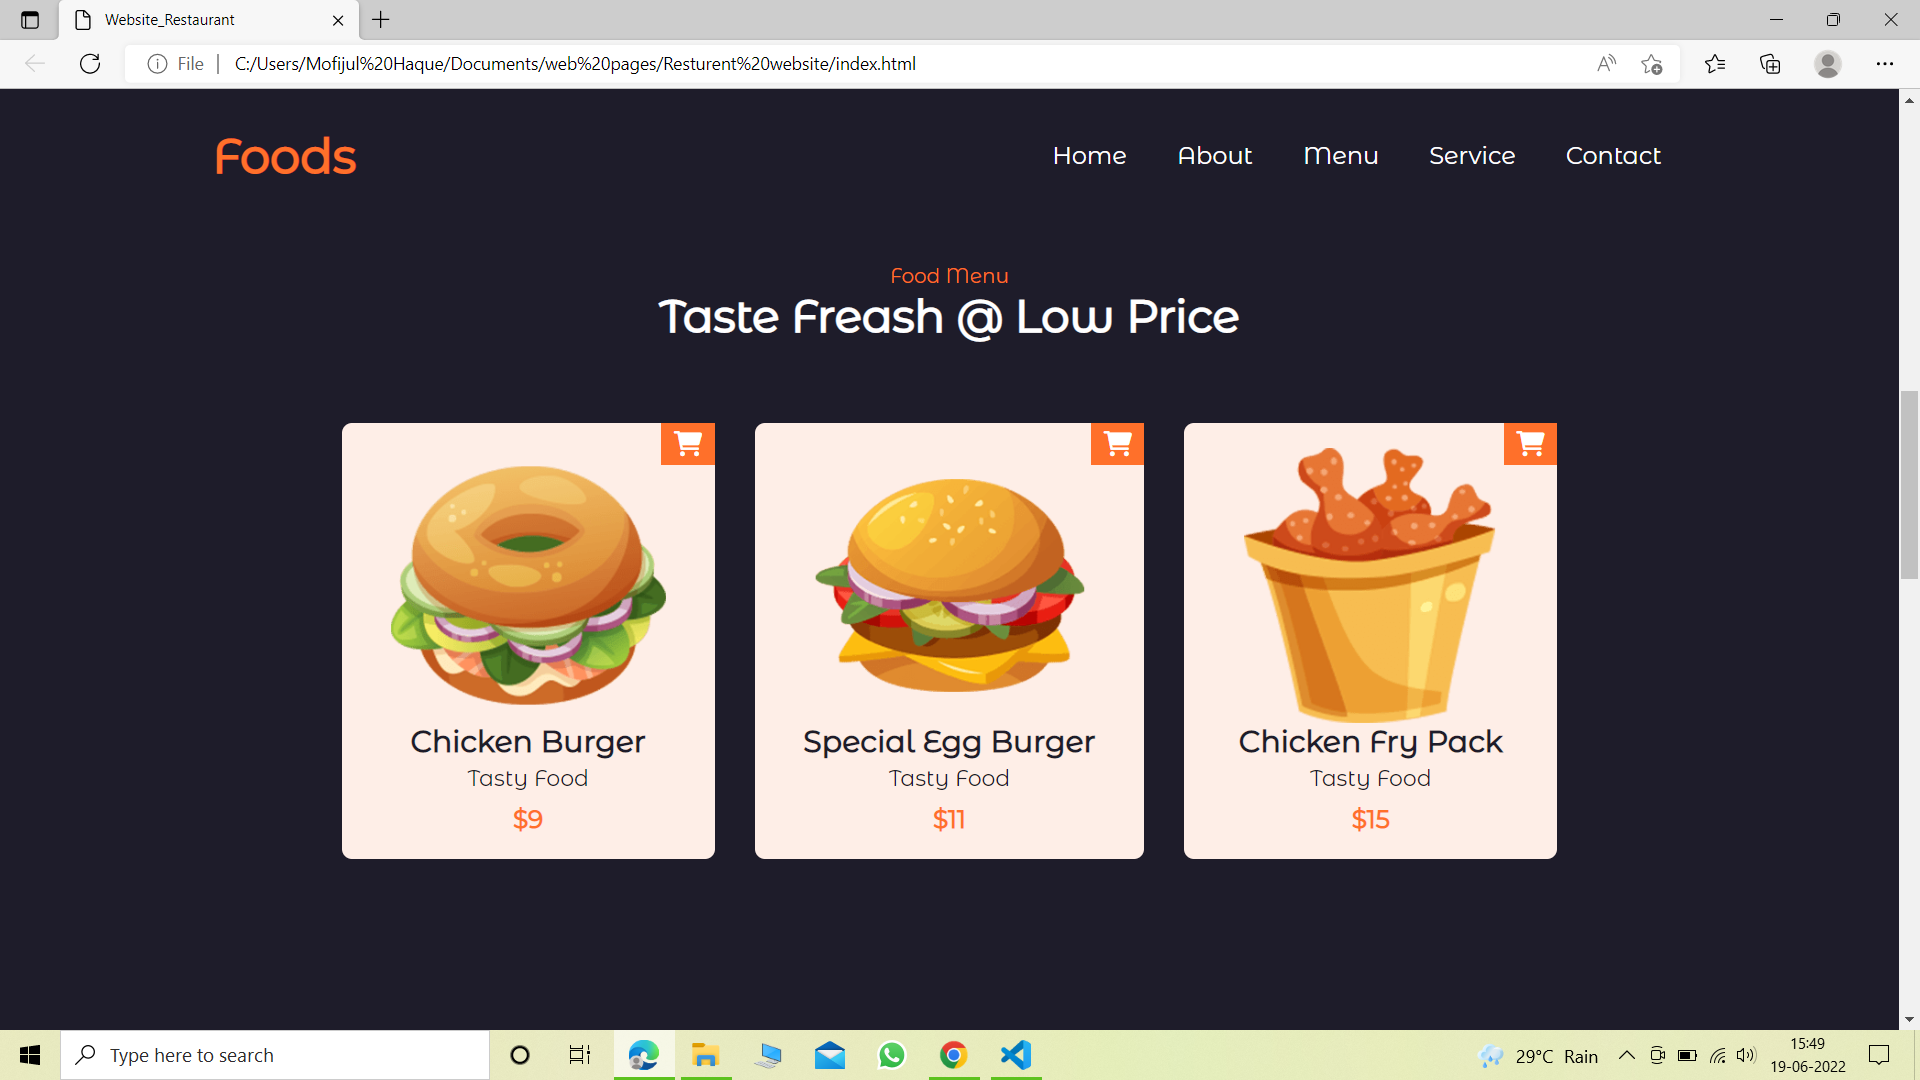 Website_Restaurant
File
C:/Users/Mofijul%20Haque/Documents/web%20pages/Resturent%20website/index.html
Foods
Home About Menu Service Contact
Food Menu
Taste Freash @ Low Price
Chicken Burger
Tasty Food
$9
Special Egg Burger
Tasty Food
$11
Chicken Fry Pack
Tasty Food
$15
Type here to search
29°C Rain
15:49
19-06-2022